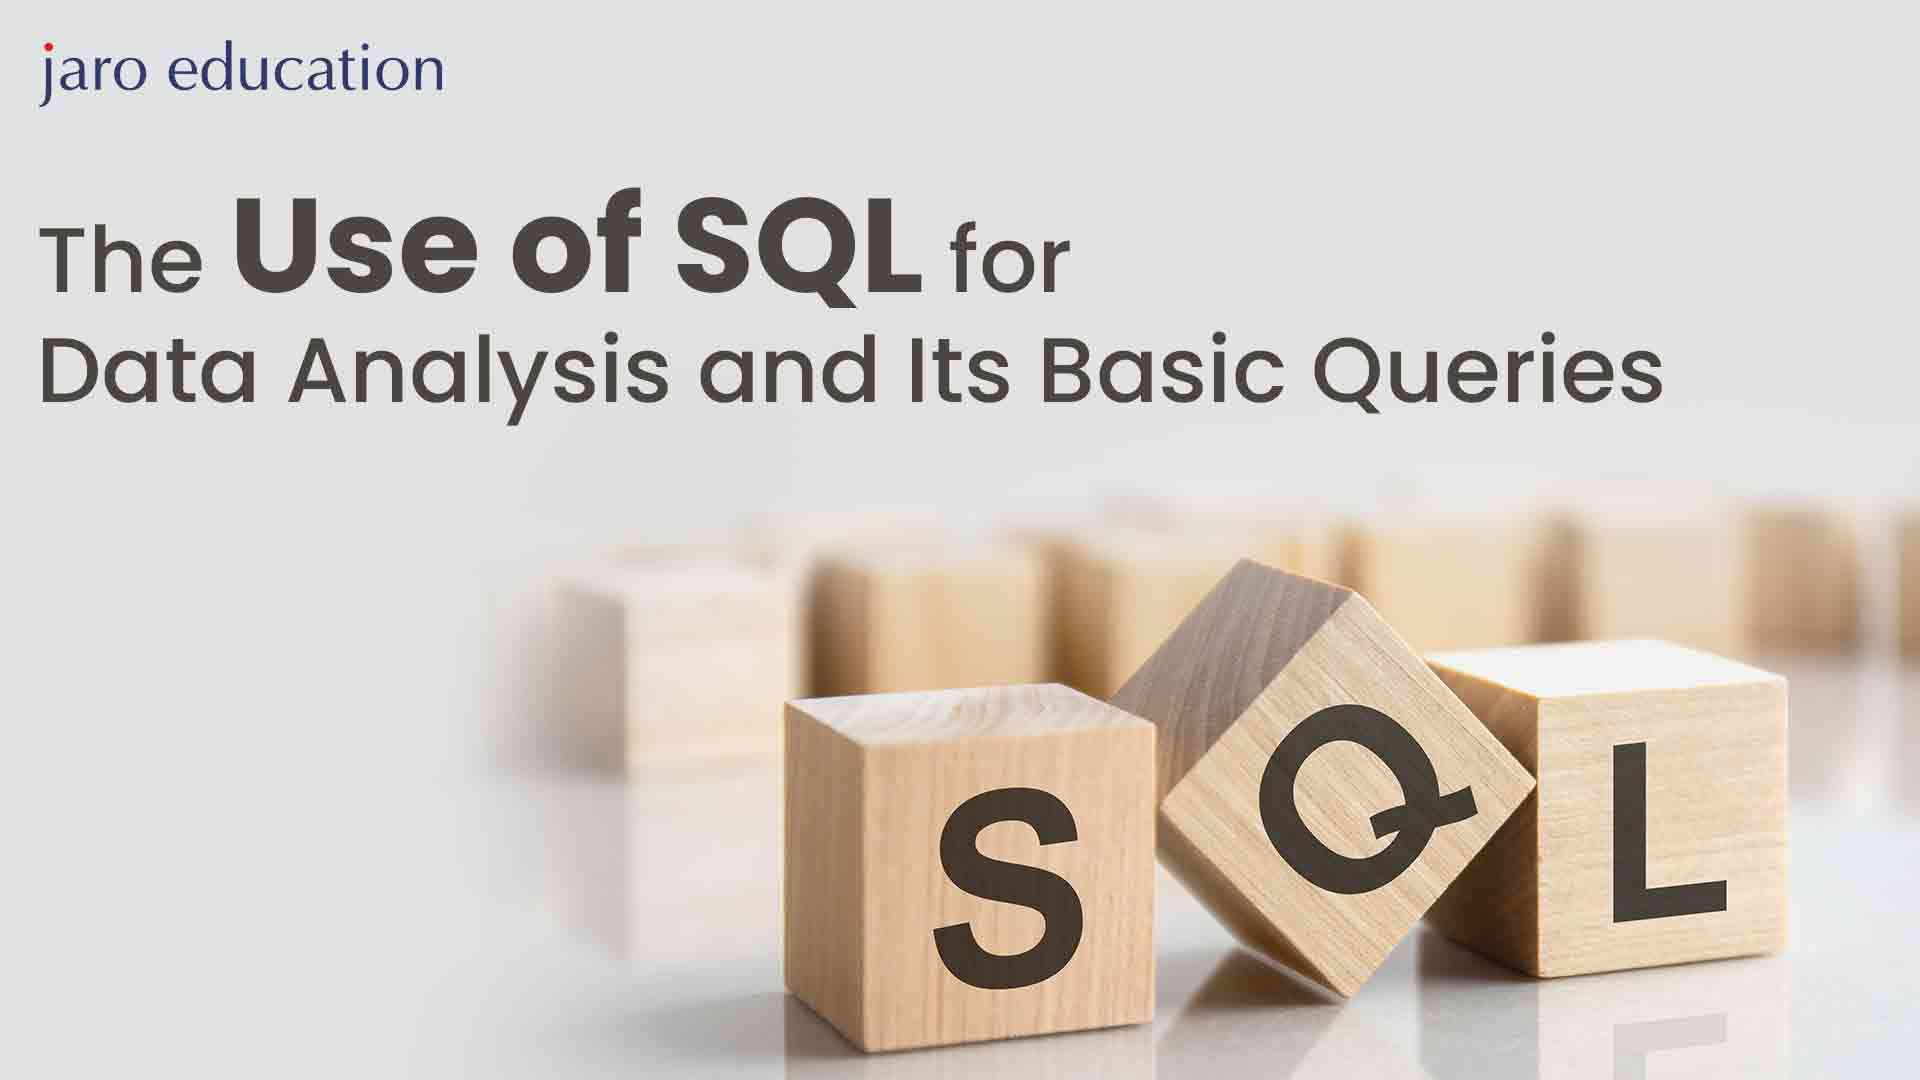 jaro education
The Use of SQL for
Data Analysis and Its Basic Queries
S Q L